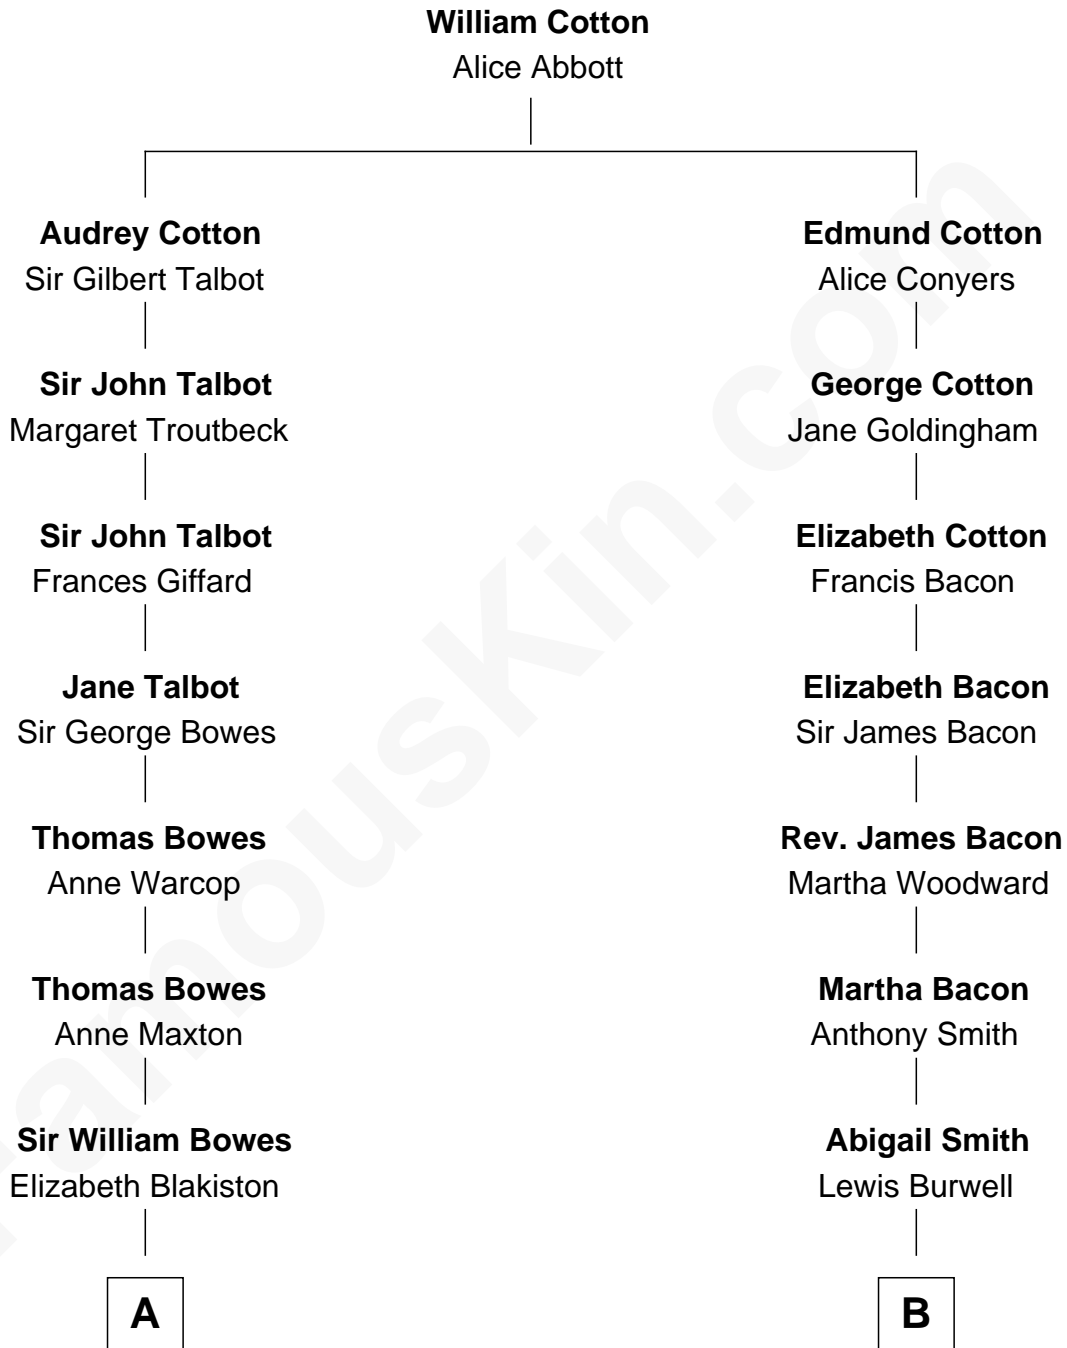 William Cotton
Alice Abbott
Audrey Cotton
Sir Gilbert Talbot
Edmund Cotton
Alice Conyers
Sir John Talbot
Margaret Troutbeck
George Cotton
Jane Goldingham
Sir John Talbot
Frances Giffard
Elizabeth Cotton
Francis Bacon
Jane Talbot
Sir George Bowes
Elizabeth Bacon
Sir James Bacon
Thomas Bowes
Anne Warcop
Rev. James Bacon
Martha Woodward
Thomas Bowes
Anne Maxton
Martha Bacon
Anthony Smith
Sir William Bowes
Elizabeth Blakiston
Abigail Smith
Lewis Burwell
A
B
FamousKin.com